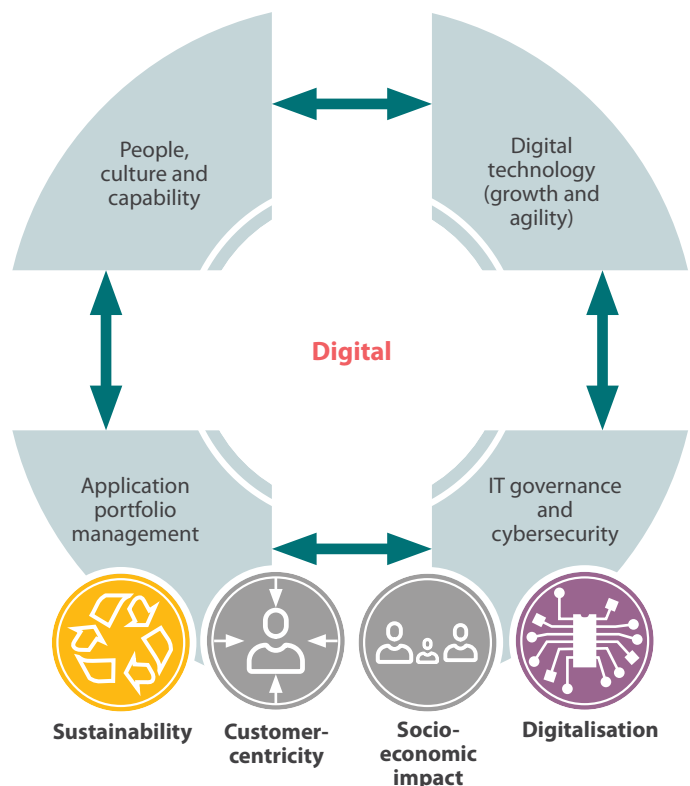 People,
culture and
capability
Digital
technology
(growth and
agility)
Digital
Application
portfolio
management
IT governance
and
cybersecurity
Sustainability
Customer-
centricity
Socio-
economic
impact
Digitalisation